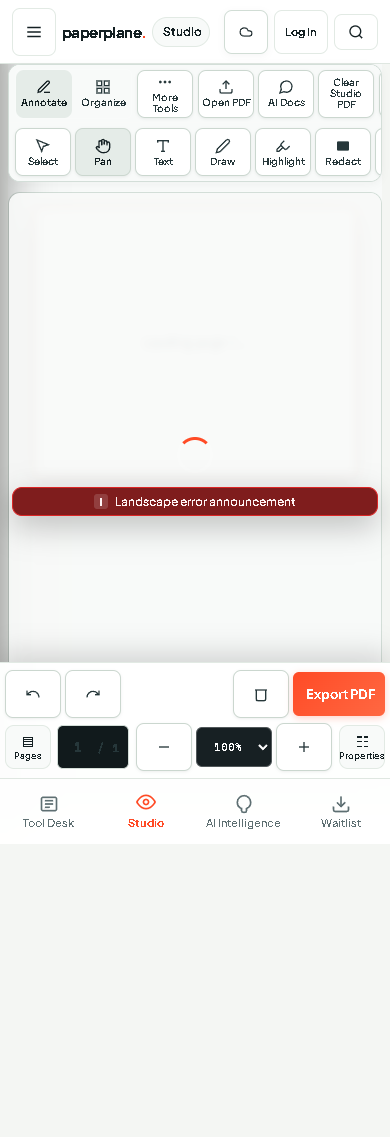 paperplane.
Studio
Log In
Annotate
Organize
More Tools
Open PDF
AI Docs
Clear Studio PDF
Select
Pan
Text
Draw
Highlight
Redact
! Landscape error announcement
Export PDF
Pages
1 / 1
100%
Properties
Tool Desk
Studio
AI Intelligence
Waitlist